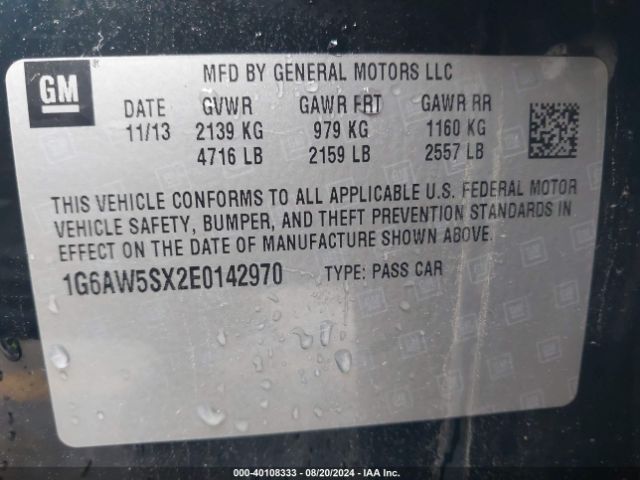 GM
MFD BY GENERAL MOTORS LLC
DATE GVWR GAWR FRT GAWR RR
11/13 2139 KG 979 KG 1160 KG
4716 LB 2159 LB 2557 LB
THIS VEHICLE CONFORMS TO ALL APPLICABLE U.S. FEDERAL MOTOR
VEHICLE SAFETY, BUMPER, AND THEFT PREVENTION STANDARDS IN
EFFECT ON THE DATE OF MANUFACTURE SHOWN ABOVE.
1G6AW5SX2E0142970 TYPE: PASS CAR
000-40108333 / 08/20/2024 - IAA Inc.